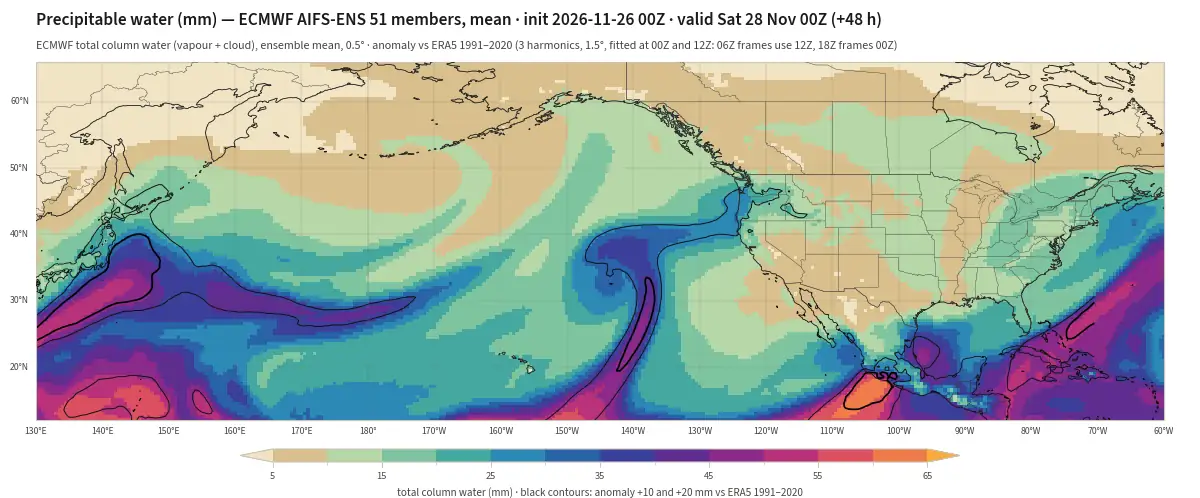 Precipitable water (mm) — ECMWF AIFS-ENS 51 members, mean · init 2026-11-26 00Z · valid Sat 28 Nov 00Z (+48 h)
ECMWF total column water (vapour + cloud), ensemble mean, 0.5° · anomaly vs ERA5 1991–2020 (3 harmonics, 1.5°, fitted at 00Z and 12Z: 06Z frames use 12Z, 18Z frames 00Z)
60°N
50°N
40°N
30°N
20°N
130°E 140°E 150°E 160°E 170°E 180° 170°W 160°W 150°W 140°W 130°W 120°W 110°W 100°W 90°W 80°W 70°W 60°W
5 15 25 35 45 55 65
total column water (mm) · black contours: anomaly +10 and +20 mm vs ERA5 1991–2020